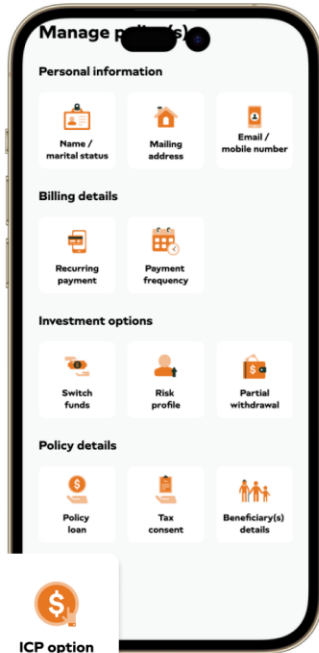 Manage p s)
Personal information
Name /
marital status
Mailing
address
Email /
mobile number
Billing details
Recurring
payment
Payment
frequency
Investment options
Switch
funds
Risk
profile
Partial
withdrawal
Policy details
Policy
loan
Tax
consent
Beneficiary(s)
details
ICP option